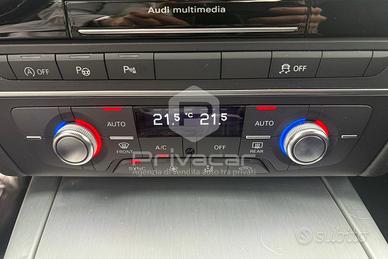 Audi multimedia
OFF
21.5 °C 21.5
AUTO
AUTO
FRONT
A/C
OFF
REAR
Privacar
Agenzia di vendita auto tra privati
SYNC
subito